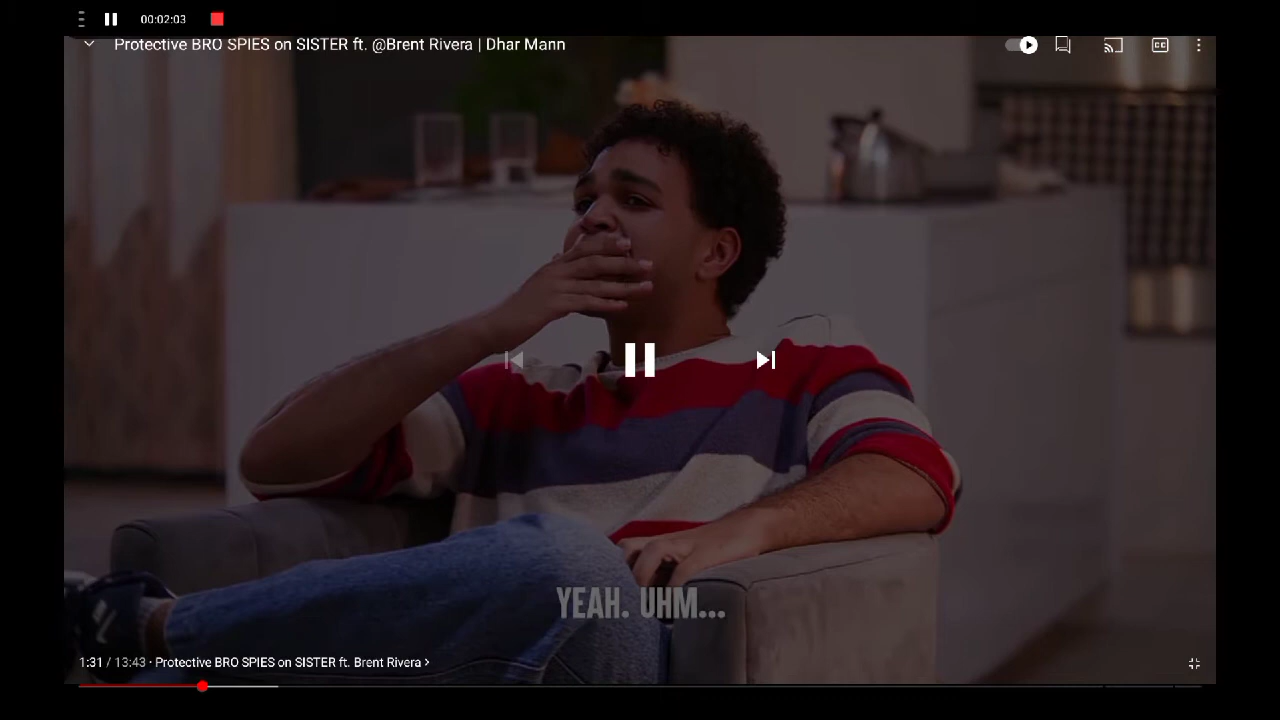 00:02:03
Protective BRO SPIES on SISTER ft. @Brent Rivera | Dhar Mann
CC
YEAH. UHM...
1:31 / 13:43 · Protective BRO SPIES on SISTER ft. Brent Rivera >